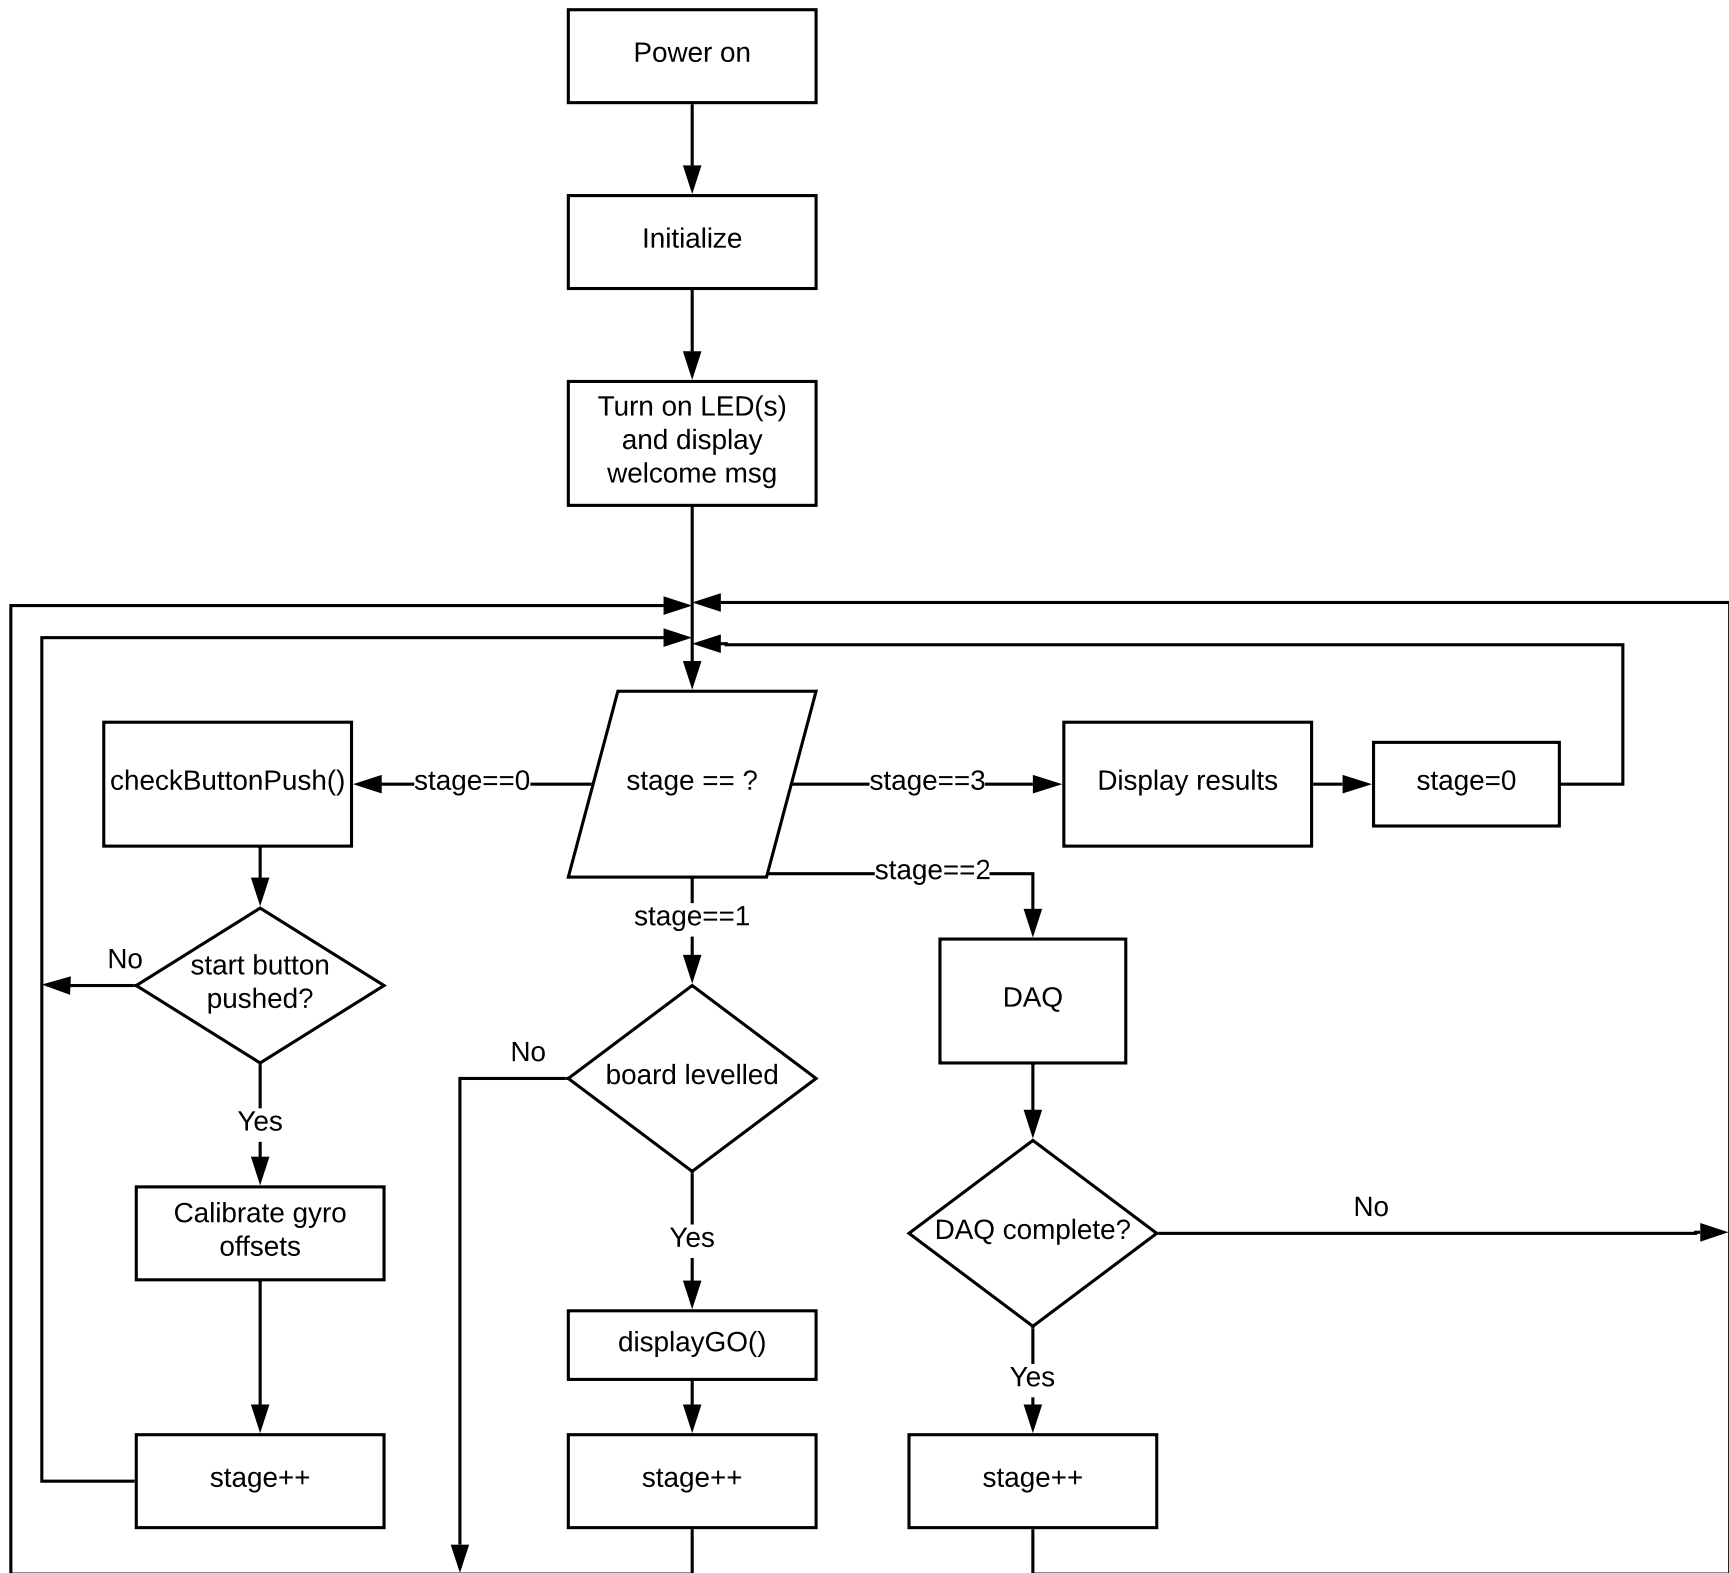 Power on
Initialize
Turn on LED(s)
and display
welcome msg
checkButtonPush()
stage==0
stage == ?
stage==3
Display results
stage=0
stage==2
stage==1
No
start button
pushed?
DAQ
No
board levelled
Yes
Calibrate gyro
offsets
Yes
DAQ complete?
No
displayGO()
Yes
stage++
stage++
stage++